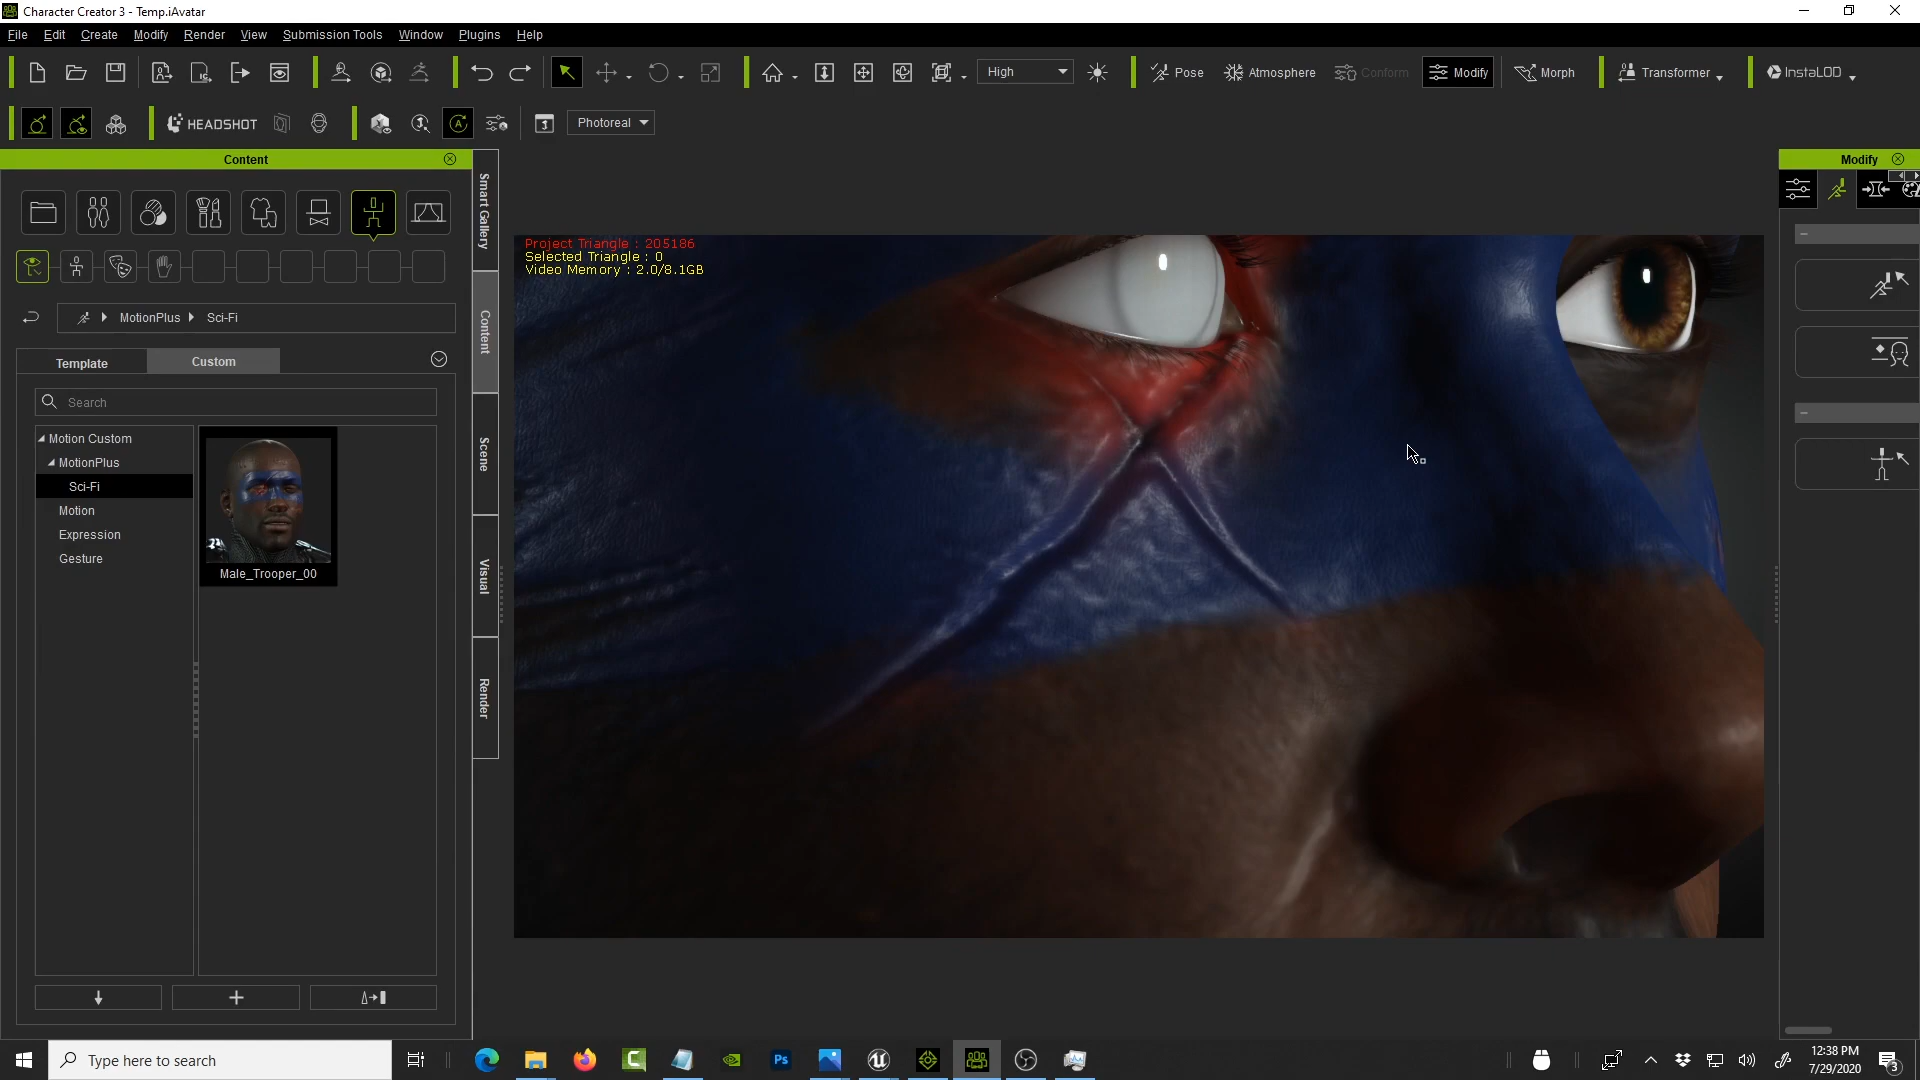 Character Creator 3 - Temp.iAvatar
File Edit Create Modify Render View Submission Tools Window Plugins Help
High Pose Atmosphere Conform Modify Morph Transformer InstaLOD
HEADSHOT Photoreal
Content
Modify
Smart Gallery
Content
Scene
Visual
Render
MotionPlus Sci-Fi
Template Custom
Search
Motion Custom
MotionPlus
Sci-Fi
Motion
Expression
Gesture
Male_Trooper_00
Project Triangle : 205186
Selected Triangle : 0
Video Memory : 2.0/8.1GB
Type here to search
12:38 PM
7/29/2020
3